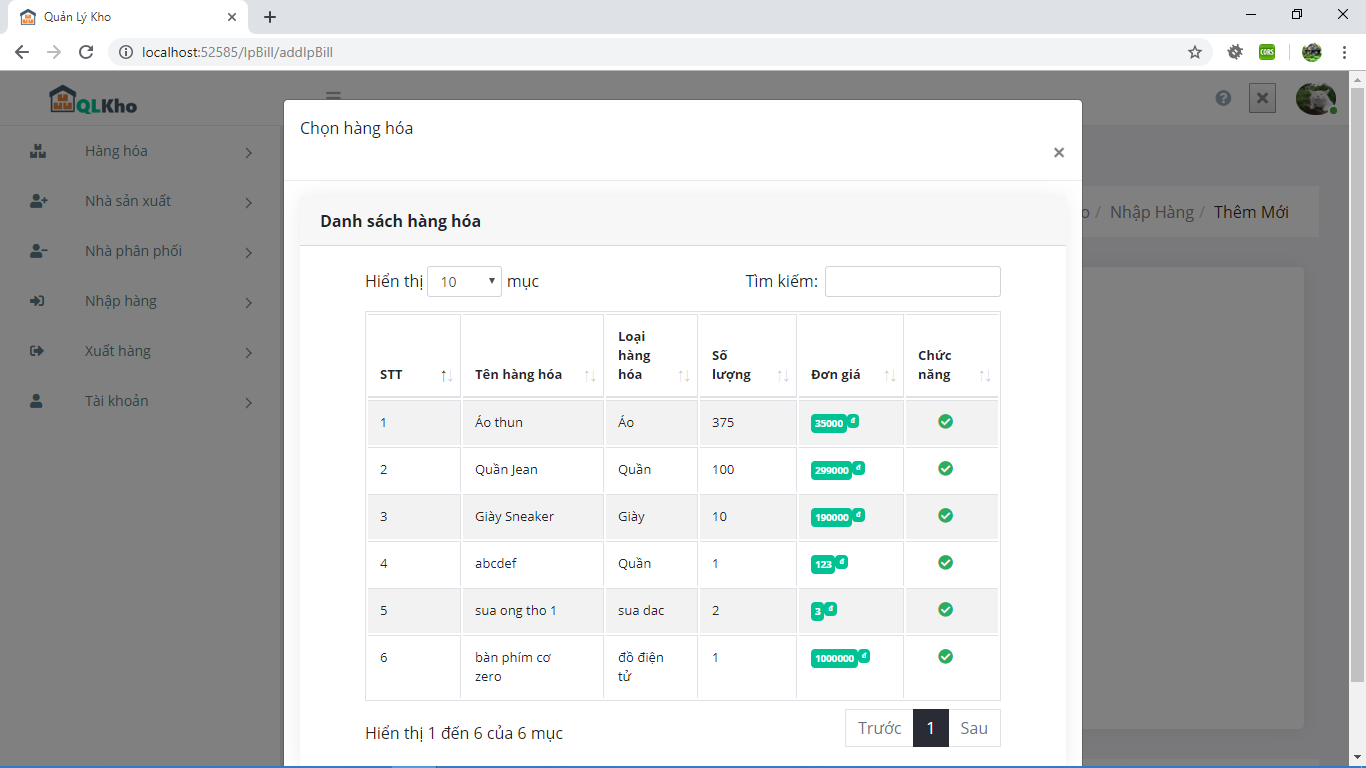 Quản Lý Kho
localhost:52585/IpBill/addIpBill
CORS
QLKho
Hàng hóa
Nhà sản xuất
Nhà phân phối
Nhập hàng
Xuất hàng
Tài khoản
/ Nhập Hàng / Thêm Mới
Chọn hàng hóa
×
Danh sách hàng hóa
Hiển thị 10 mục Tìm kiếm:
STT Tên hàng hóa Loại hàng hóa Số lượng Đơn giá Chức năng
1 Áo thun Áo 375 35000 đ
2 Quần Jean Quần 100 299000 đ
3 Giày Sneaker Giày 10 190000 đ
4 abcdef Quần 1 123 đ
5 sua ong tho 1 sua dac 2 3 đ
6 bàn phím cơ zero đồ điện tử 1 1000000 đ
Hiển thị 1 đến 6 của 6 mục
Trước 1 Sau